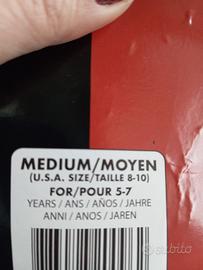 MEDIUM/MOYEN
(U.S.A. SIZE/TAILLE 8-10)
FOR/POUR 5-7
YEARS / ANS / AÑOS / JAHRE
ANNI / ANOS / JAREN
subito